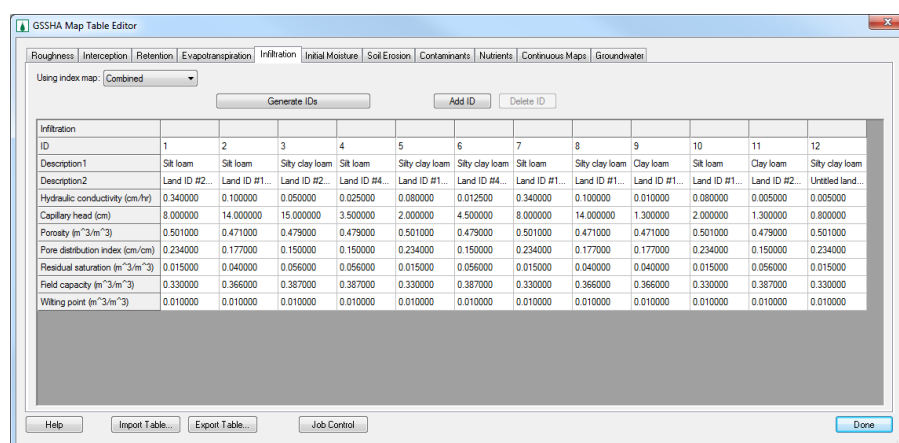 GSSHA Map Table Editor
Roughness Interception Retention Evapotranspiration Infiltration Initial Moisture Soil Erosion Contaminants Nutrients Continuous Maps Groundwater
Using index map: Combined
Generate IDs Add ID Delete ID
Infiltration
ID 1 2 3 4 5 6 7 8 9 10 11 12
Description1 Silt loam Silt loam Silty clay loam Silt loam Silty clay loam Silty clay loam Silt loam Silty clay loam Clay loam Silt loam Clay loam Silty clay loam
Description2 Land ID #2... Land ID #1... Land ID #2... Land ID #4... Land ID #1... Land ID #4... Land ID #1... Land ID #1... Land ID #1... Land ID #1... Land ID #2... Untitled land...
Hydraulic conductivity (cm/hr) 0.340000 0.100000 0.050000 0.025000 0.080000 0.012500 0.340000 0.100000 0.010000 0.080000 0.005000 0.005000
Capillary head (cm) 8.000000 14.000000 15.000000 3.500000 2.000000 4.500000 8.000000 14.000000 1.300000 2.000000 1.300000 0.800000
Porosity (m^3/m^3) 0.501000 0.471000 0.479000 0.479000 0.501000 0.479000 0.501000 0.471000 0.471000 0.501000 0.479000 0.501000
Pore distribution index (cm/cm) 0.234000 0.177000 0.150000 0.150000 0.234000 0.150000 0.234000 0.177000 0.177000 0.234000 0.150000 0.234000
Residual saturation (m^3/m^3) 0.015000 0.040000 0.056000 0.056000 0.015000 0.056000 0.015000 0.040000 0.040000 0.015000 0.056000 0.015000
Field capacity (m^3/m^3) 0.330000 0.366000 0.387000 0.387000 0.330000 0.387000 0.330000 0.366000 0.366000 0.330000 0.387000 0.330000
Wilting point (m^3/m^3) 0.010000 0.010000 0.010000 0.010000 0.010000 0.010000 0.010000 0.010000 0.010000 0.010000 0.010000 0.010000
Help Import Table... Export Table... Job Control Done